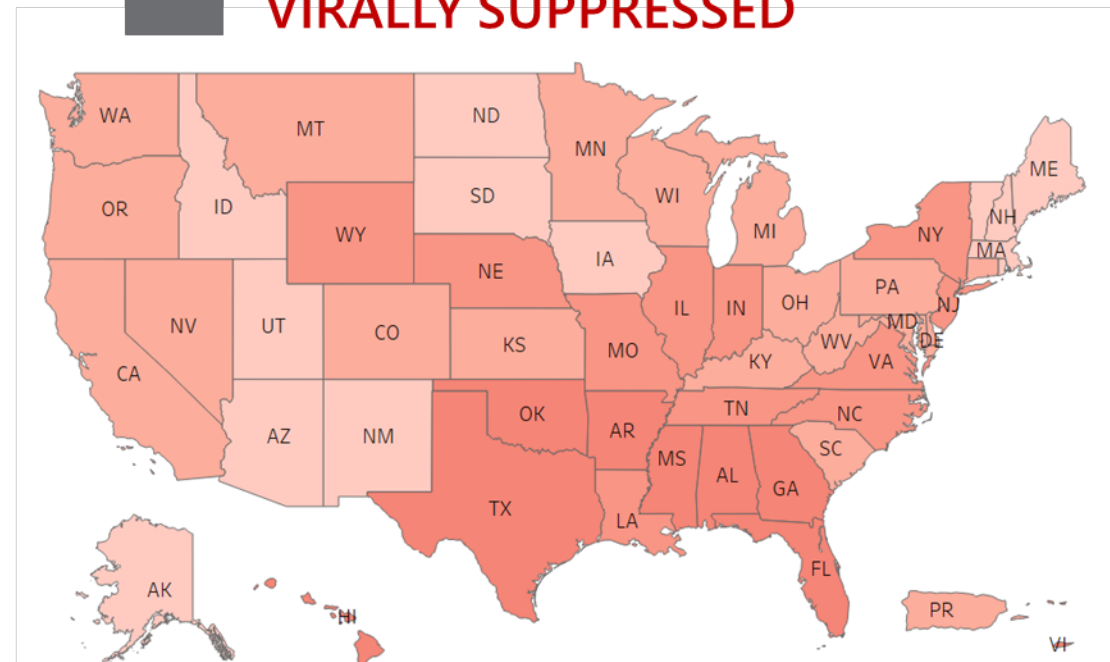 VIRALLY SUPPRESSED
WA
MT
ND
MN
OR
ID
SD
WI
MI
ME
NH
WY
NY
MA
NE
IA
NV
UT
CO
KS
IL
IN
OH
PA
NJ
MD
DE
WV
CA
MO
KY
VA
AZ
NM
OK
AR
TN
NC
SC
MS
AL
GA
TX
LA
AK
FL
HI
PR
VI